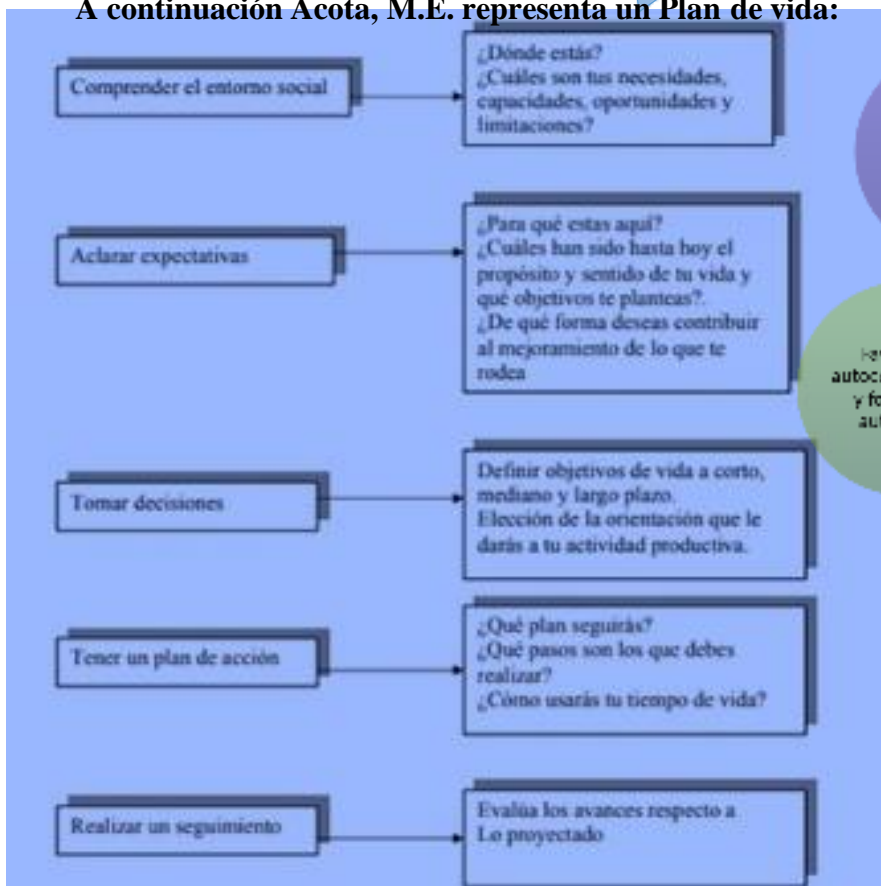 A continuación Acota, M.E. representa un Plan de vida:
Comprender el entorno social
¿Dónde estás?
¿Cuáles son tus necesidades,
capacidades, oportunidades y
limitaciones?
Aclarar expectativas
¿Para qué estas aquí?
¿Cuáles han sido hasta hoy el
propósito y sentido de tu vida y
qué objetivos te planteas?.
¿De qué forma deseas contribuir
al mejoramiento de lo que te
rodea
Tomar decisiones
Definir objetivos de vida a corto,
mediano y largo plazo.
Elección de la orientación que le
darás a tu actividad productiva.
Tener un plan de acción
¿Qué plan seguirás?
¿Qué pasos son los que debes
realizar?
¿Cómo usarás tu tiempo de vida?
Realizar un seguimiento
Evalúa los avances respecto a
Lo proyectado